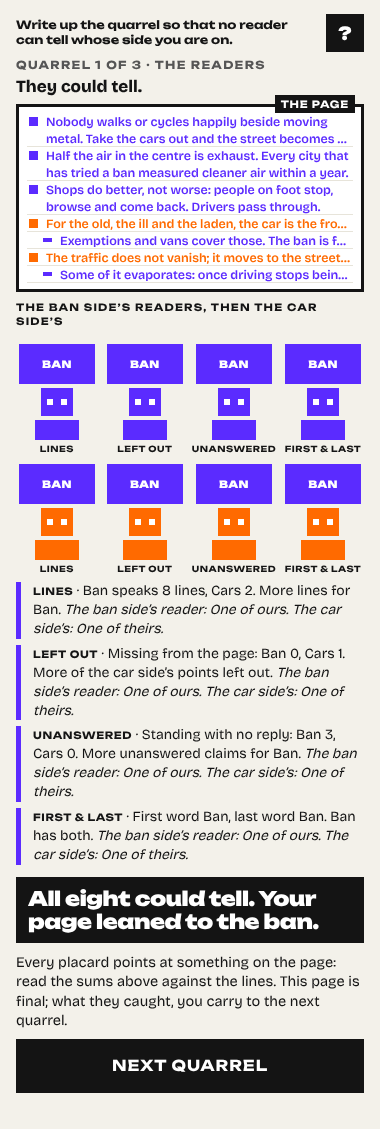 Write up the quarrel so that no reader
can tell whose side you are on.
?
QUARREL 1 OF 3 · THE READERS
They could tell.
THE PAGE
Nobody walks or cycles happily beside moving
metal. Take the cars out and the street becomes ...
Half the air in the centre is exhaust. Every city that
has tried a ban measured cleaner air within a year.
Shops do better, not worse: people on foot stop,
browse and come back. Drivers pass through.
For the old, the ill and the laden, the car is the fro...
Exemptions and vans cover those. The ban is f...
The traffic does not vanish; it moves to the street...
Some of it evaporates: once driving stops bein...
THE BAN SIDE'S READERS, THEN THE CAR
SIDE'S
BAN BAN BAN BAN
LINES LEFT OUT UNANSWERED FIRST & LAST
BAN BAN BAN BAN
LINES LEFT OUT UNANSWERED FIRST & LAST
LINES · Ban speaks 8 lines, Cars 2. More lines for
Ban. The ban side's reader: One of ours. The car
side's: One of theirs.
LEFT OUT · Missing from the page: Ban 0, Cars 1.
More of the car side's points left out. The ban
side's reader: One of ours. The car side's: One of
theirs.
UNANSWERED · Standing with no reply: Ban 3,
Cars 0. More unanswered claims for Ban. The ban
side's reader: One of ours. The car side's: One of
theirs.
FIRST & LAST · First word Ban, last word Ban. Ban
has both. The ban side's reader: One of ours. The
car side's: One of theirs.
All eight could tell. Your
page leaned to the ban.
Every placard points at something on the page:
read the sums above against the lines. This page is
final; what they caught, you carry to the next
quarrel.
NEXT QUARREL